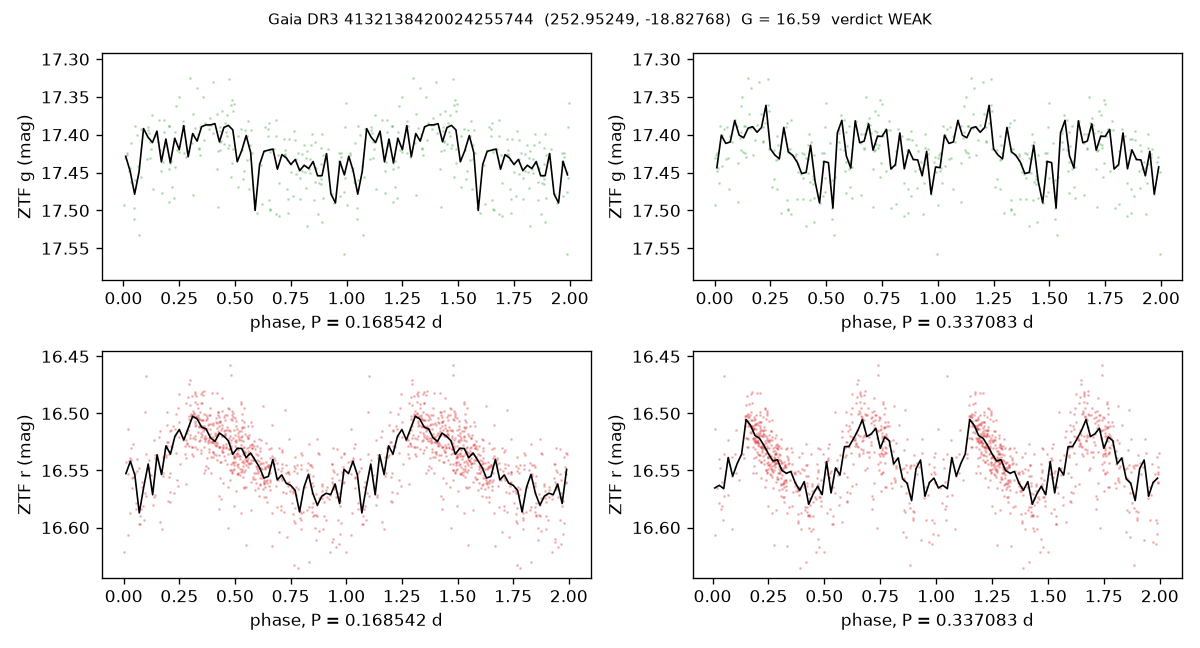 Gaia DR3 4132138420024255744  (252.95249, -18.82768)  G = 16.59  verdict WEAK
ZTF g (mag)
17.30
17.35
17.40
17.45
17.50
17.55
0.00 0.25 0.50 0.75 1.00 1.25 1.50 1.75 2.00
phase, P = 0.168542 d
ZTF g (mag)
17.30
17.35
17.40
17.45
17.50
17.55
0.00 0.25 0.50 0.75 1.00 1.25 1.50 1.75 2.00
phase, P = 0.337083 d
ZTF r (mag)
16.45
16.50
16.55
16.60
0.00 0.25 0.50 0.75 1.00 1.25 1.50 1.75 2.00
phase, P = 0.168542 d
ZTF r (mag)
16.45
16.50
16.55
16.60
0.00 0.25 0.50 0.75 1.00 1.25 1.50 1.75 2.00
phase, P = 0.337083 d